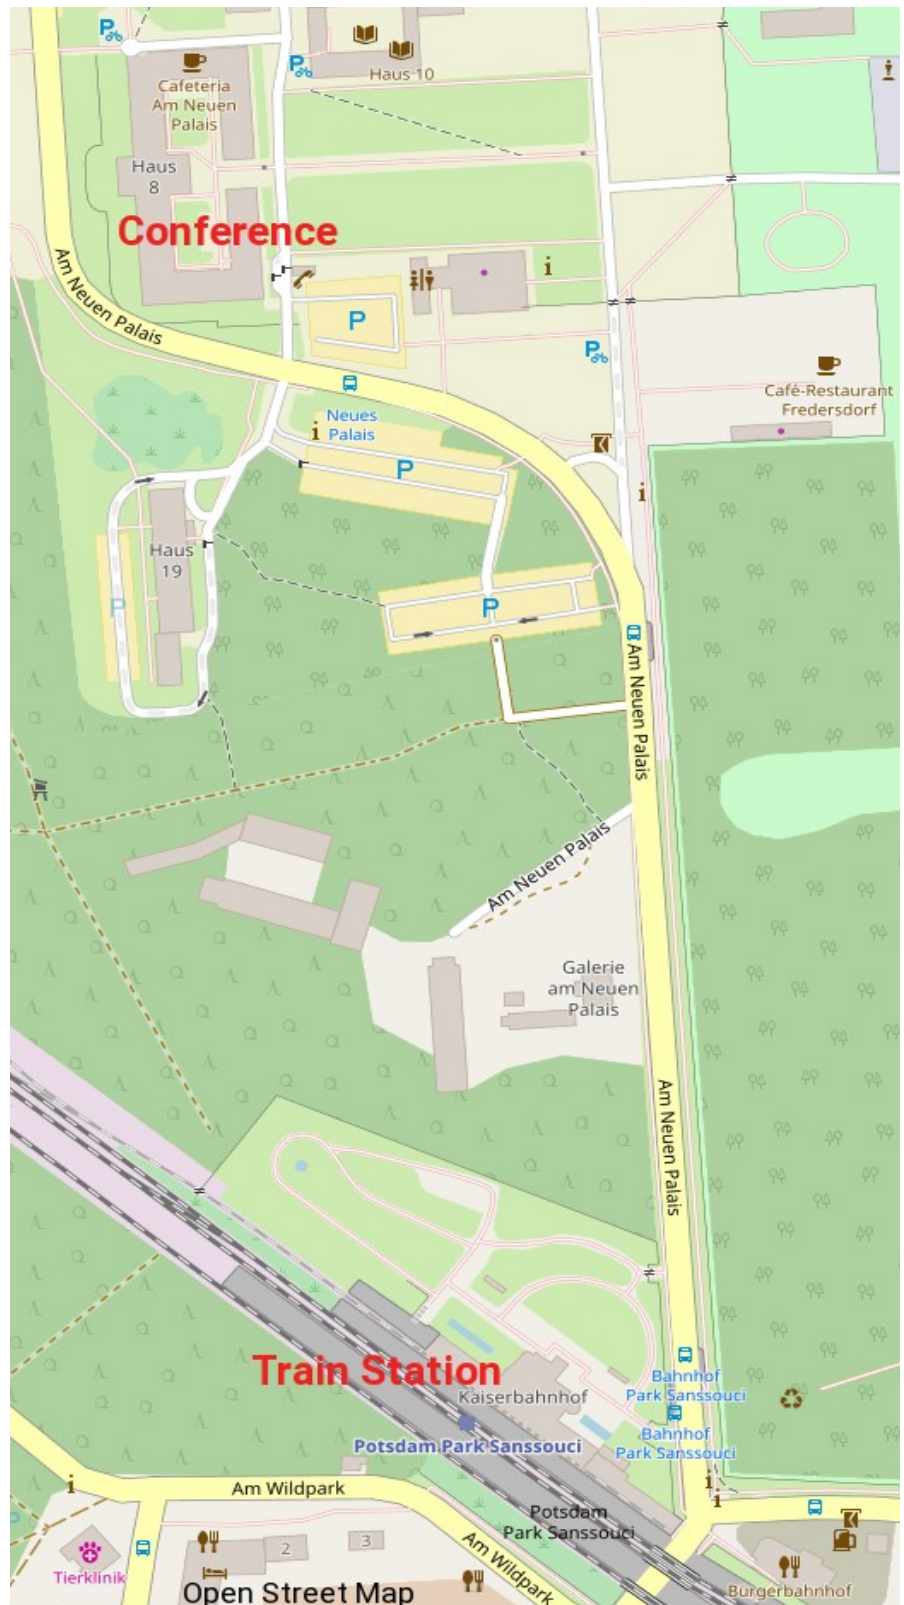 P
Cafeteria
Am Neuen
Palais
P
Haus 10
Haus
8
Conference
i
P
Am Neuen Palais
P
Café-Restaurant
Fredersdorf
Neues
Palais
i
P
i
Haus
19
P
P
Am Neuen Palais
Am Neuen Palais
Galerie
am Neuen
Palais
Am Neuen Palais
Train Station
Kaiserbahnhof
Bahnhof
Park Sanssouci
Bahnhof
Park Sanssouci
Potsdam Park Sanssouci
i
i
i
Am Wildpark
Potsdam
Park Sanssouci
Am Wildpark
2
3
Tierklinik
Open Street Map
Bürgerbahnhof